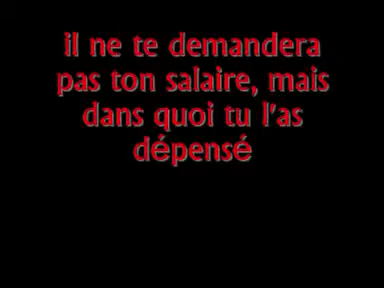 il ne te demandera
pas ton salaire, mais
dans quoi tu l'as
dépensé